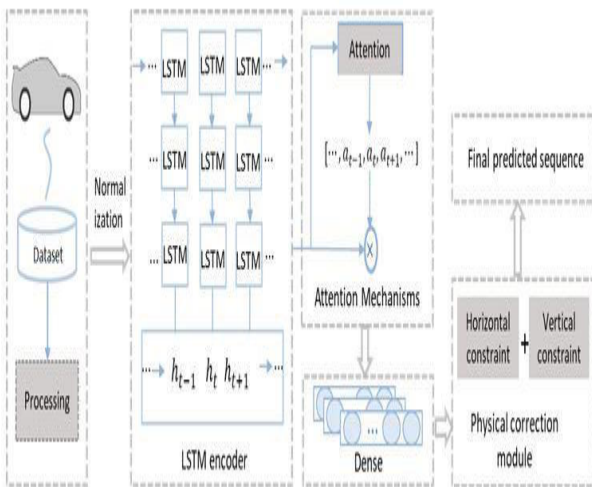 Dataset
Processing
Normal
ization
··· LSTM LSTM LSTM ···
··· LSTM LSTM LSTM ···
··· LSTM LSTM LSTM ···
··· h_{t−1} h_t h_{t+1} ···
LSTM encoder
Attention
[···, a_{t−1}, a_t, a_{t+1}, ···]
×
Attention Mechanisms
...
Dense
Final predicted sequence
Horizontal
constraint
+
Vertical
constraint
Physical correction
module